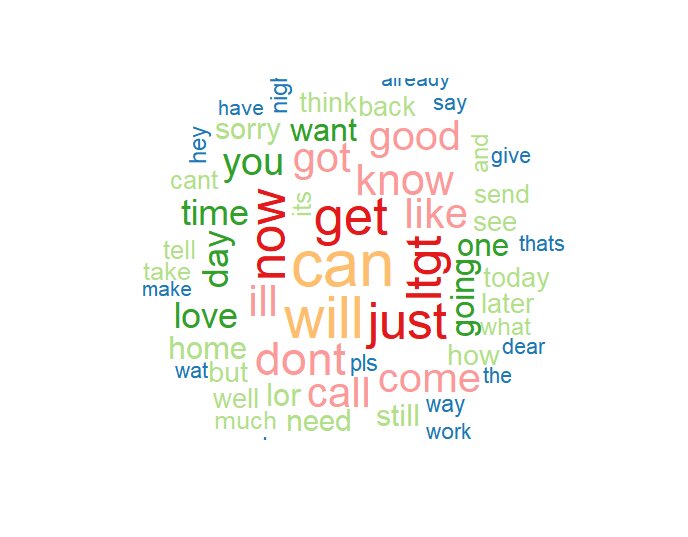 already
have
think back
say
hey
sorry
want
good
you
got
and
give
cant
know
its
send
time
now
get
like
see
tell
day
can
ltgt
one
thats
take
going
today
make
ill
will
just
later
love
what
home
dont
pls
how
dear
wat but
come
the
well
lor
call
way
much
need
still
work